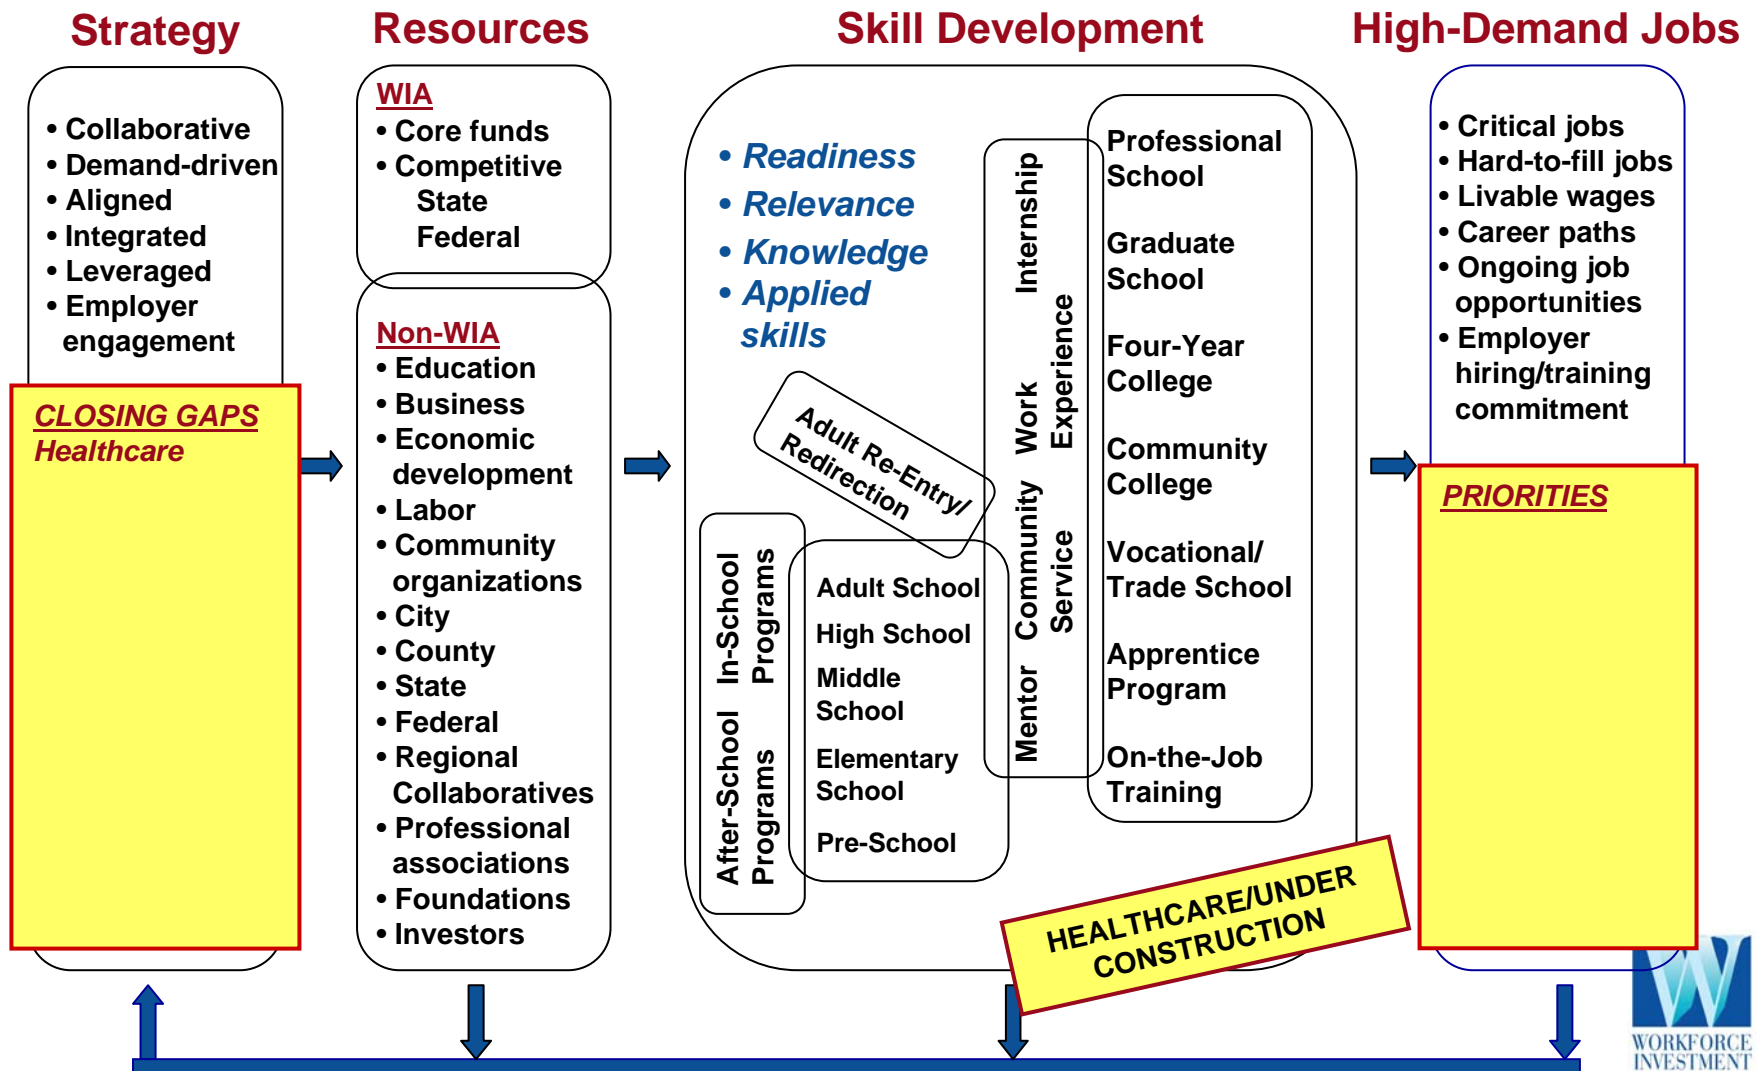 Strategy
Resources
Skill Development
High-Demand Jobs
• Collaborative
• Demand-driven
• Aligned
• Integrated
• Leveraged
• Employer
engagement
CLOSING GAPS
Healthcare
WIA
• Core funds
• Competitive
State
Federal
Non-WIA
• Education
• Business
• Economic
development
• Labor
• Community
organizations
• City
• County
• State
• Federal
• Regional
Collaboratives
• Professional
associations
• Foundations
• Investors
• Readiness
• Relevance
• Knowledge
• Applied
skills
Adult Re-Entry/
Redirection
After-School In-School
Programs Programs
Adult School
High School
Middle
School
Elementary
School
Pre-School
Mentor Community Work Internship
Service Experience
Professional
School
Graduate
School
Four-Year
College
Community
College
Vocational/
Trade School
Apprentice
Program
On-the-Job
Training
HEALTHCARE/UNDER
CONSTRUCTION
• Critical jobs
• Hard-to-fill jobs
• Livable wages
• Career paths
• Ongoing job
opportunities
• Employer
hiring/training
commitment
PRIORITIES
W
WORKFORCE
INVESTMENT